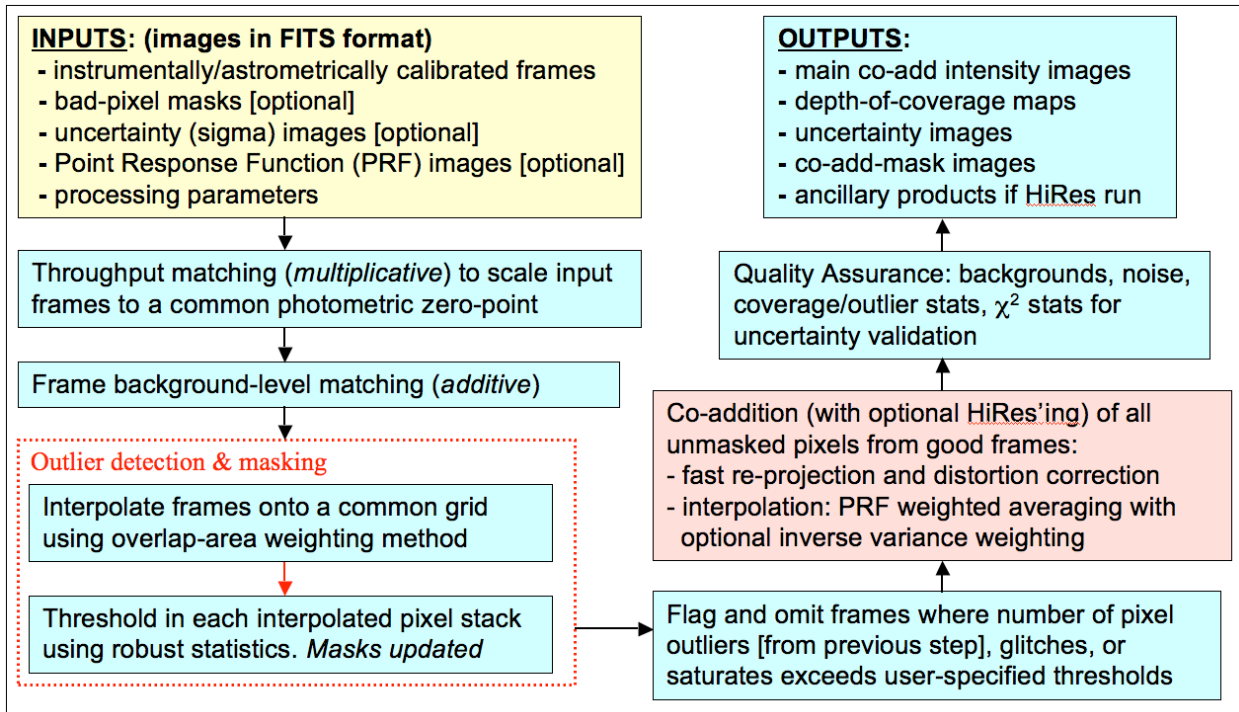 INPUTS: (images in FITS format)
- instrumentally/astrometrically calibrated frames
- bad-pixel masks [optional]
- uncertainty (sigma) images [optional]
- Point Response Function (PRF) images [optional]
- processing parameters
Throughput matching (multiplicative) to scale input
frames to a common photometric zero-point
Frame background-level matching (additive)
Outlier detection & masking
Interpolate frames onto a common grid
using overlap-area weighting method
Threshold in each interpolated pixel stack
using robust statistics. Masks updated
Flag and omit frames where number of pixel
outliers [from previous step], glitches, or
saturates exceeds user-specified thresholds
Co-addition (with optional HiRes'ing) of all
unmasked pixels from good frames:
- fast re-projection and distortion correction
- interpolation: PRF weighted averaging with
optional inverse variance weighting
Quality Assurance: backgrounds, noise,
coverage/outlier stats, χ² stats for
uncertainty validation
OUTPUTS:
- main co-add intensity images
- depth-of-coverage maps
- uncertainty images
- co-add-mask images
- ancillary products if HiRes run